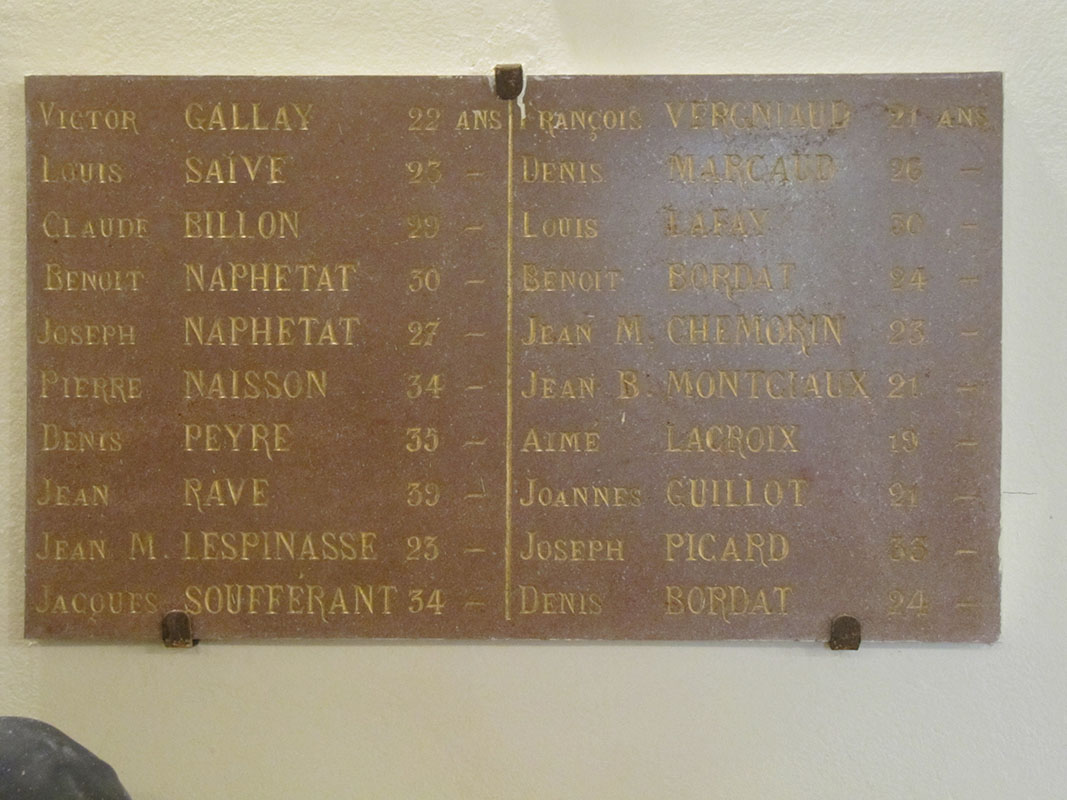 Victor GALLAY 22 ANS
Louis SAIVE 23 –
Claude BILLON 29 –
Benoit NAPHETAT 30 –
Joseph NAPHETAT 27 –
Pierre NAISSON 34 –
Denis PEYRE 35 –
Jean RAVE 39 –
Jean M. LESPINASSE 23 –
Jacques SOUFFERANT 34 –
François VERGNIAUD 21 ANS
Denis MARCAUD 26 –
Louis LAFAY 30 –
Benoit BORDAT 24 –
Jean M. CHEMORIN 23 –
Jean B. MONTCIAUX 21 –
Aimé LACROIX 19 –
Joannes GUILLOT 21 –
Joseph PICARD 35 –
Denis BORDAT 24 –